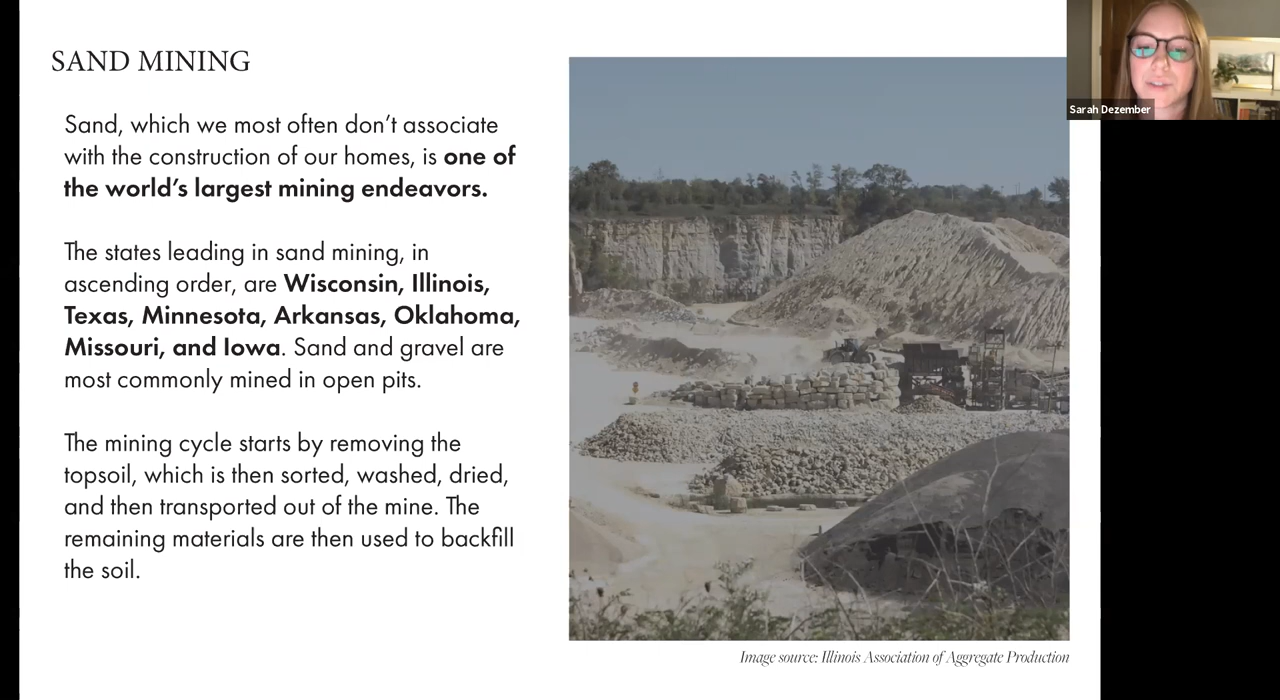 SAND MINING
Sand, which we most often don’t associate
with the construction of our homes, is one of
the world’s largest mining endeavors.
The states leading in sand mining, in
ascending order, are Wisconsin, Illinois,
Texas, Minnesota, Arkansas, Oklahoma,
Missouri, and Iowa. Sand and gravel are
most commonly mined in open pits.
The mining cycle starts by removing the
topsoil, which is then sorted, washed, dried,
and then transported out of the mine. The
remaining materials are then used to backfill
the soil.
Image source: Illinois Association of Aggregate Production
Sarah Dezember